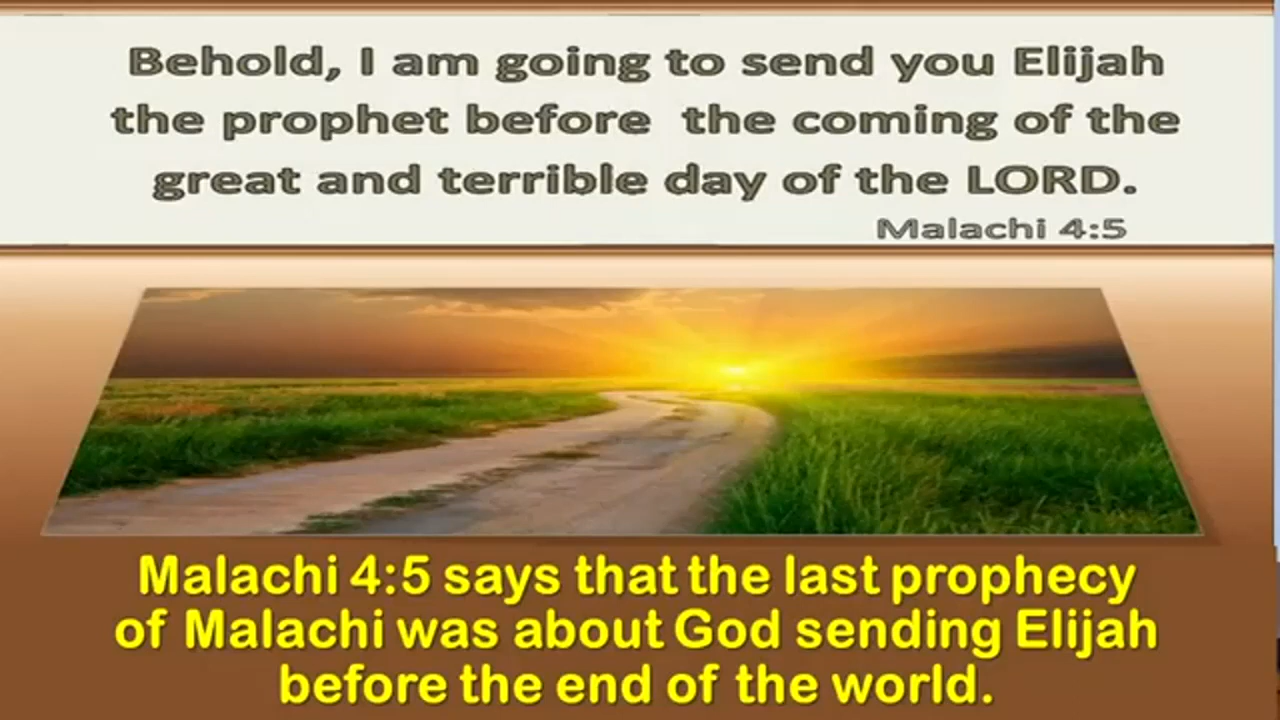 Behold, I am going to send you Elijah
the prophet before the coming of the
great and terrible day of the LORD.
Malachi 4:5
Malachi 4:5 says that the last prophecy
of Malachi was about God sending Elijah
before the end of the world.